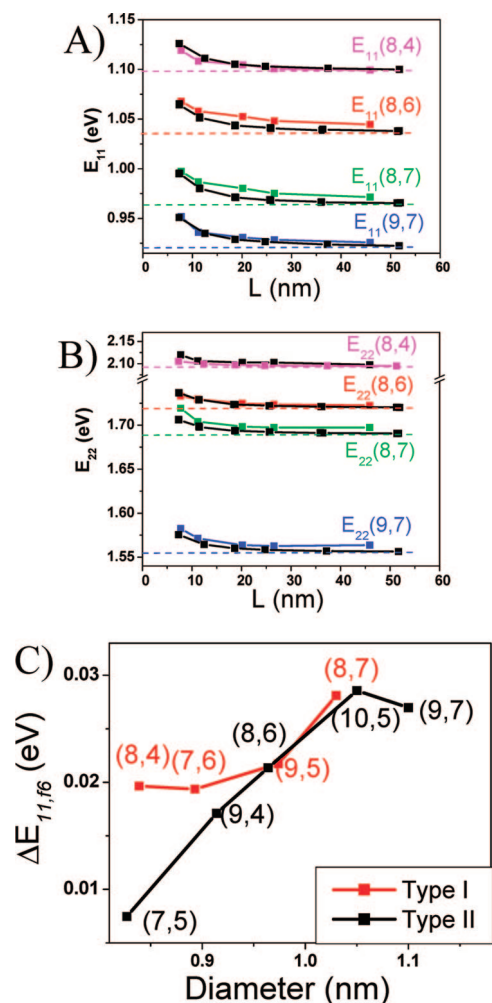 A)
1.15
1.10
1.05
1.00
0.95
E11 (eV)
E11(8,4)
E11(8,6)
E11(8,7)
E11(9,7)
0 10 20 30 40 50 60
L (nm)
B)
2.15
2.10
1.70
1.60
1.55
E22 (eV)
E22(8,4)
E22(8,6)
E22(8,7)
E22(9,7)
0 10 20 30 40 50 60
L (nm)
C)
0.03
0.02
0.01
ΔE11,f6 (eV)
(8,7)
(8,6)
(10,5)
(9,7)
(8,4)
(7,6)
(9,5)
(9,4)
(7,5)
Type I
Type II
0.9 1.0 1.1
Diameter (nm)